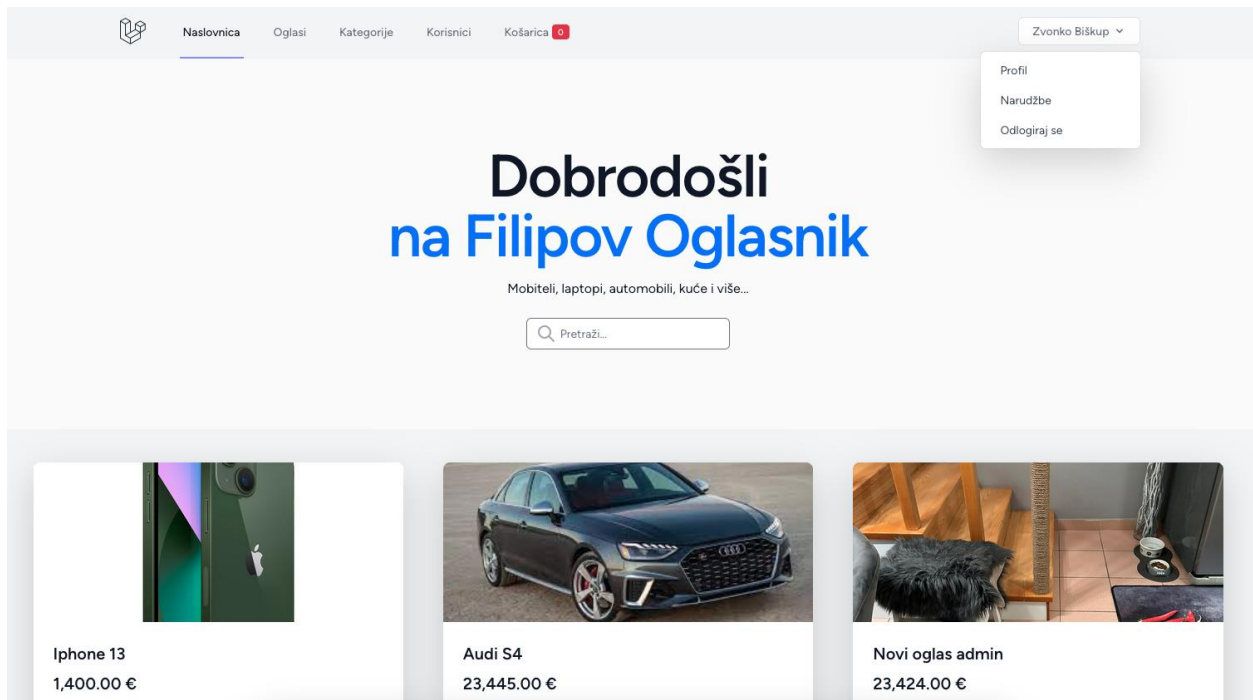 Naslovnica Oglasi Kategorije Korisnici Košarica 0 Zvonko Biškup
Profil
Narudžbe
Odlogiraj se
Dobrodošli
na Filipov Oglasnik
Mobiteli, laptopi, automobili, kuće i više...
Pretraži...
Iphone 13
1,400.00 €
Audi S4
23,445.00 €
Novi oglas admin
23,424.00 €